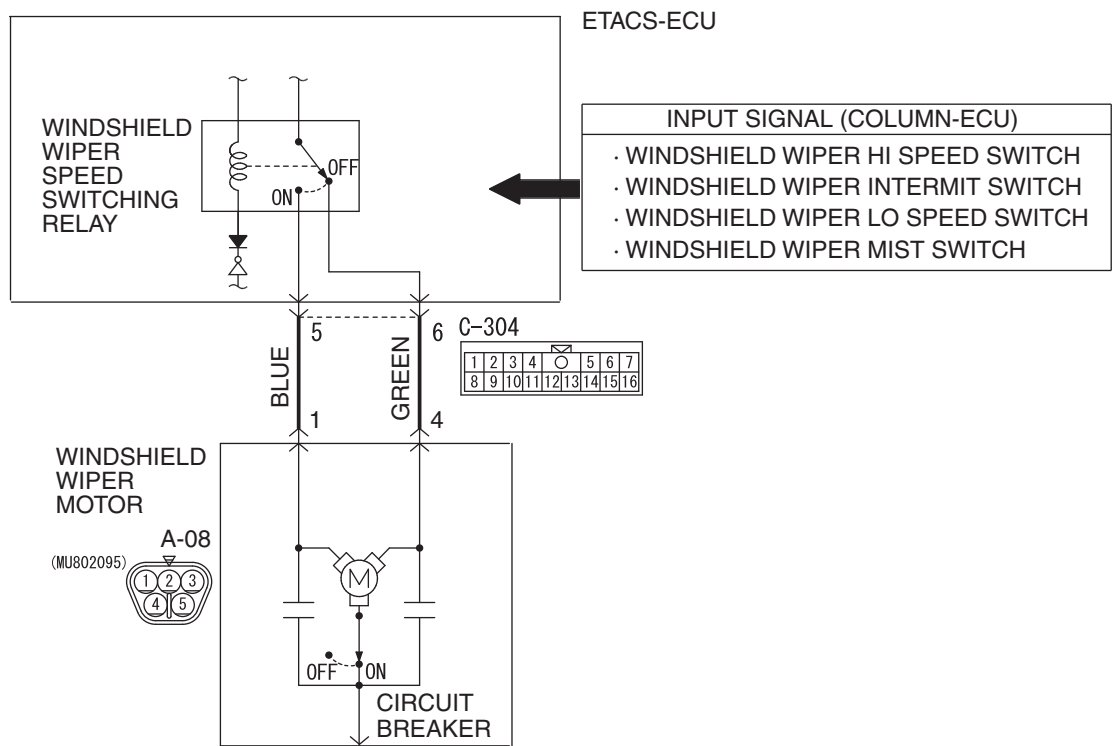 ETACS-ECU
WINDSHIELD
WIPER
SPEED
SWITCHING
RELAY
OFF
ON
INPUT SIGNAL (COLUMN-ECU)
· WINDSHIELD WIPER HI SPEED SWITCH
· WINDSHIELD WIPER INTERMIT SWITCH
· WINDSHIELD WIPER LO SPEED SWITCH
· WINDSHIELD WIPER MIST SWITCH
5 6 C-304
1 2 3 4 5 6 7
8 9 10 11 12 13 14 15 16
BLUE
GREEN
1 4
WINDSHIELD
WIPER
MOTOR
A-08
(MU802095)
1 2 3
4 5
M
OFF ON
CIRCUIT
BREAKER